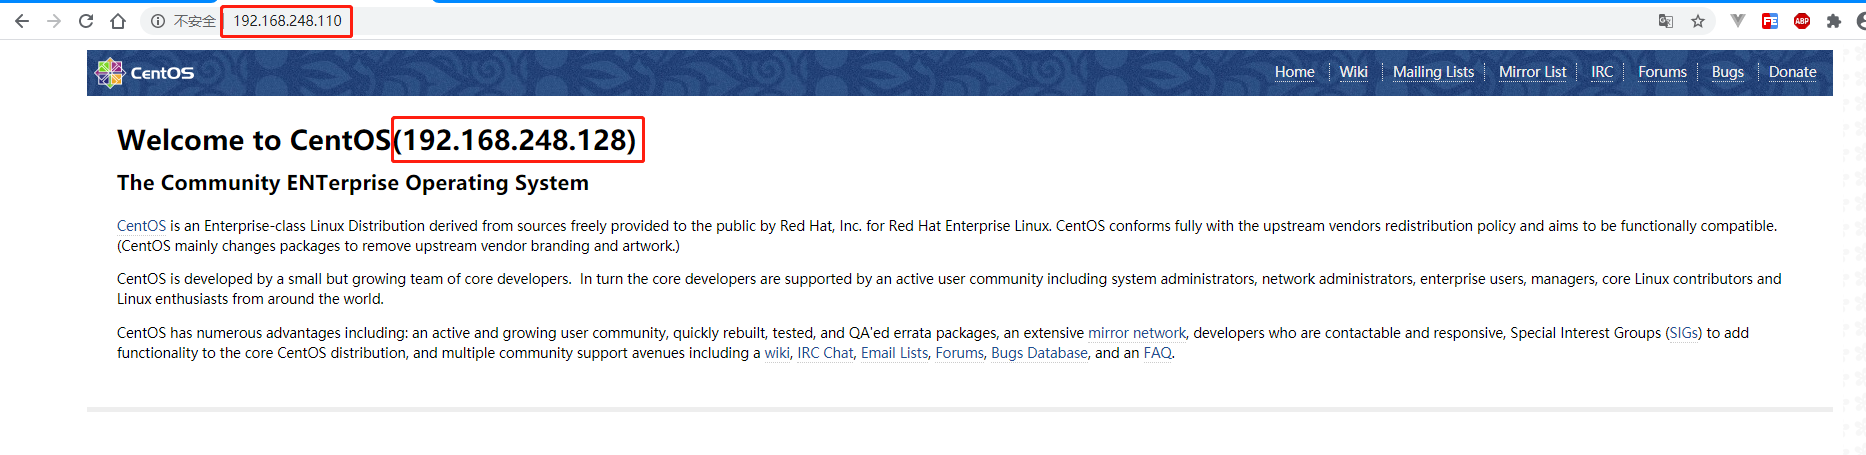 不安全 192.168.248.110
CentOS Home Wiki Mailing Lists Mirror List IRC Forums Bugs Donate
Welcome to CentOS(192.168.248.128)
The Community ENTerprise Operating System
CentOS is an Enterprise-class Linux Distribution derived from sources freely provided to the public by Red Hat, Inc. for Red Hat Enterprise Linux. CentOS conforms fully with the upstream vendors redistribution policy and aims to be functionally compatible.
(CentOS mainly changes packages to remove upstream vendor branding and artwork.)
CentOS is developed by a small but growing team of core developers.  In turn the core developers are supported by an active user community including system administrators, network administrators, enterprise users, managers, core Linux contributors and
Linux enthusiasts from around the world.
CentOS has numerous advantages including: an active and growing user community, quickly rebuilt, tested, and QA'ed errata packages, an extensive mirror network, developers who are contactable and responsive, Special Interest Groups (SIGs) to add
functionality to the core CentOS distribution, and multiple community support avenues including a wiki, IRC Chat, Email Lists, Forums, Bugs Database, and an FAQ.